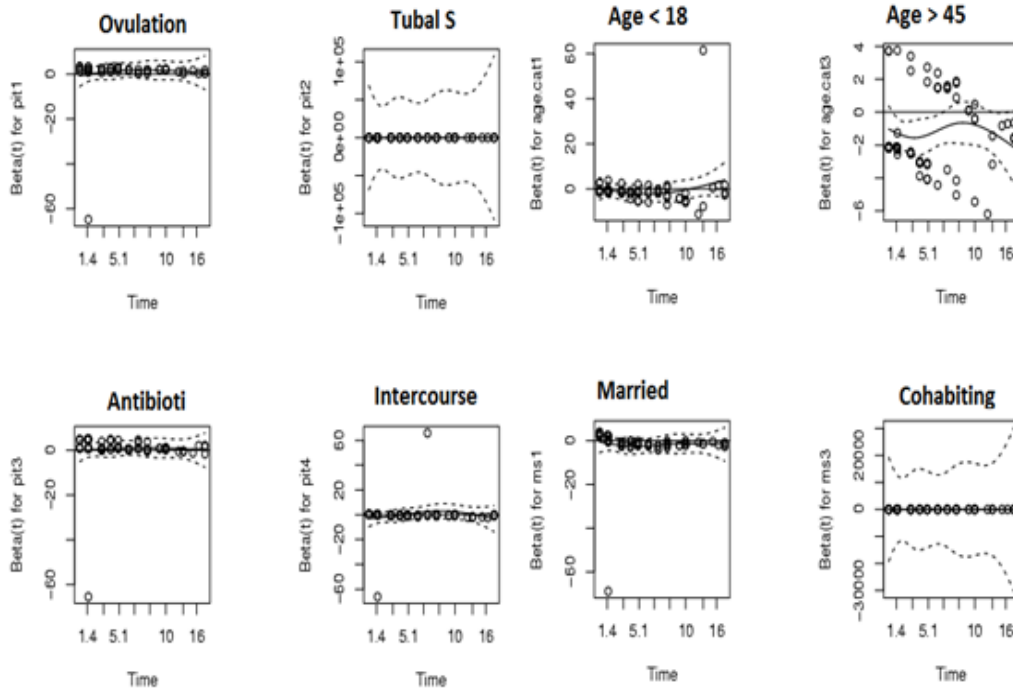 Ovulation
Tubal S
Age < 18
Age > 45
Beta(t) for pit1
0
−20
−60
1.4 5.1 10 16
Time
Beta(t) for pit2
1e+05
0e+00
−1e+05
1.4 5.1 10 16
Time
Beta(t) for age.cat1
60
40
20
0
1.4 5.1 10 16
Time
Beta(t) for age.cat3
4
2
0
−2
−6
1.4 5.1 10 16
Time
Antibioti
Intercourse
Married
Cohabiting
Beta(t) for pit3
0
−20
−60
1.4 5.1 10 16
Time
Beta(t) for pit4
60
20
0
−20
−60
1.4 5.1 10 16
Time
Beta(t) for ms1
0
−20
−60
1.4 5.1 10 16
Time
Beta(t) for ms3
20000
0
−30000
1.4 5.1 10 16
Time